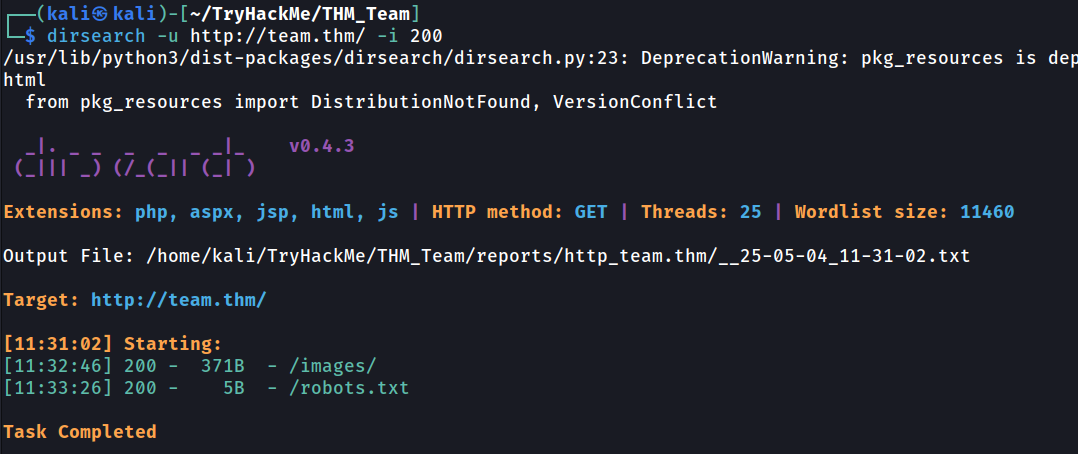 ┌──(kali㉿kali)-[~/TryHackMe/THM_Team]
└─$ dirsearch -u http://team.thm/ -i 200
/usr/lib/python3/dist-packages/dirsearch/dirsearch.py:23: DeprecationWarning: pkg_resources is dep
html
  from pkg_resources import DistributionNotFound, VersionConflict
  _|. _ _  _  _  _ _|_    v0.4.3
 (_||| _) (/_(_|| (_| )
Extensions: php, aspx, jsp, html, js | HTTP method: GET | Threads: 25 | Wordlist size: 11460
Output File: /home/kali/TryHackMe/THM_Team/reports/http_team.thm/__25-05-04_11-31-02.txt
Target: http://team.thm/
[11:31:02] Starting:
[11:32:46] 200 -  371B  - /images/
[11:33:26] 200 -    5B  - /robots.txt
Task Completed